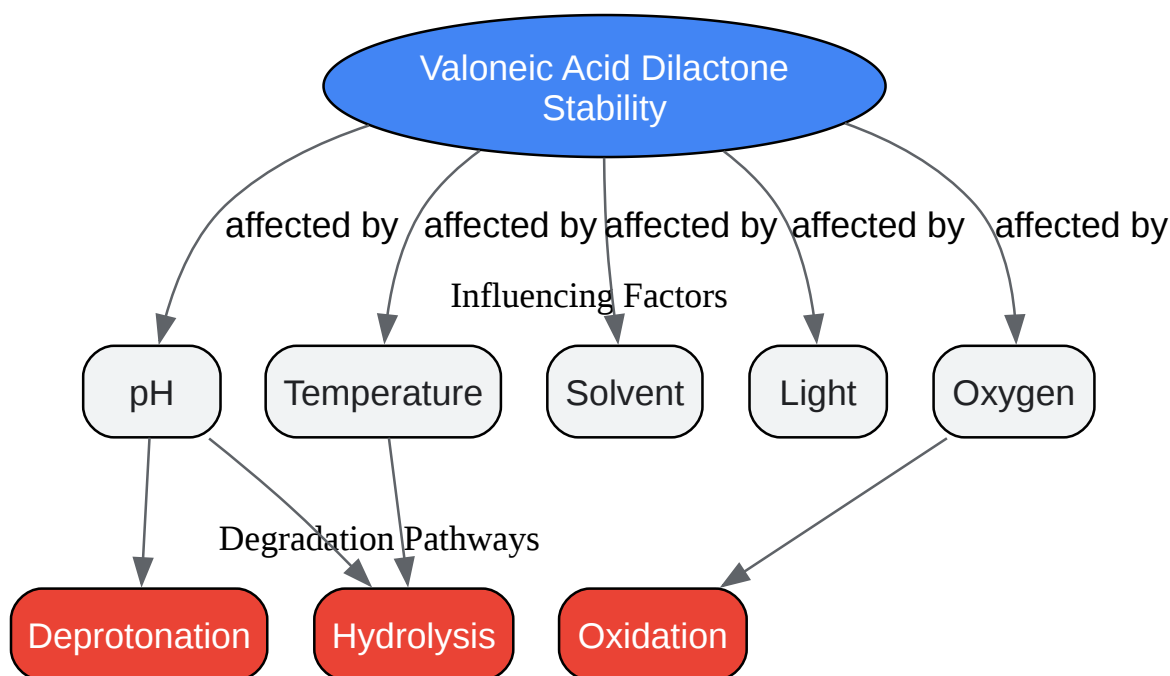 Valoneic Acid Dilactone
Stability
affected by
affected by
affected by
affected by
affected by
Influencing Factors
pH
Temperature
Solvent
Light
Oxygen
Degradation Pathways
Deprotonation
Hydrolysis
Oxidation